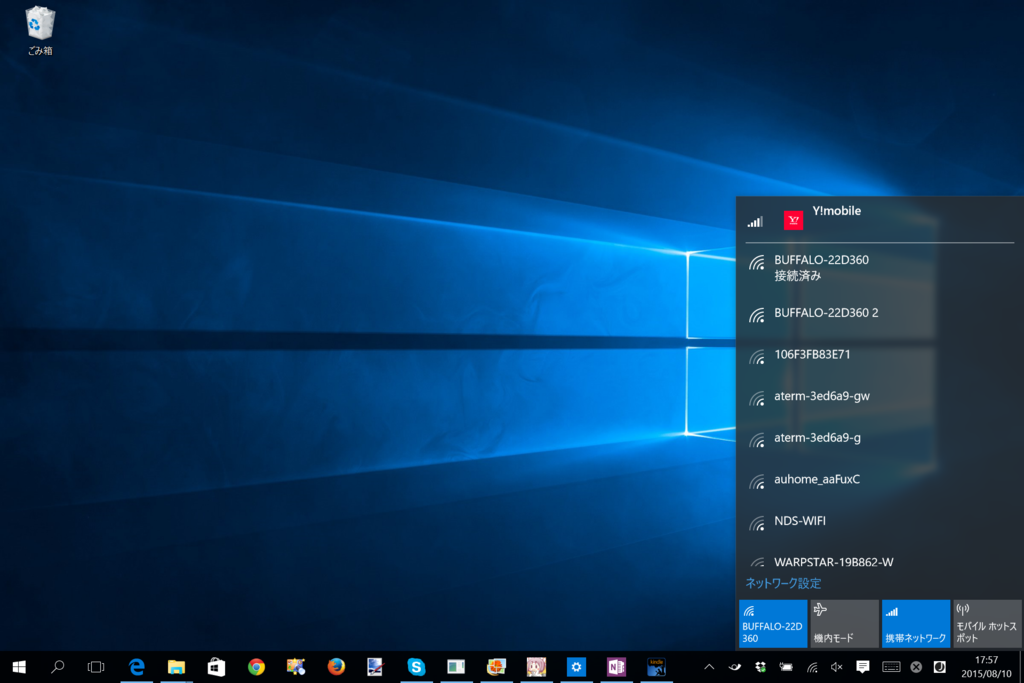 ごみ箱
Y!mobile
BUFFALO-22D360
接続済み
BUFFALO-22D360 2
106F3FB83E71
aterm-3ed6a9-gw
aterm-3ed6a9-g
auhome_aaFuxC
NDS-WIFI
WARPSTAR-19B862-W
ネットワーク設定
BUFFALO-22D
360
機内モード
携帯ネットワーク
モバイル ホットス
ポット
17:57
2015/08/10